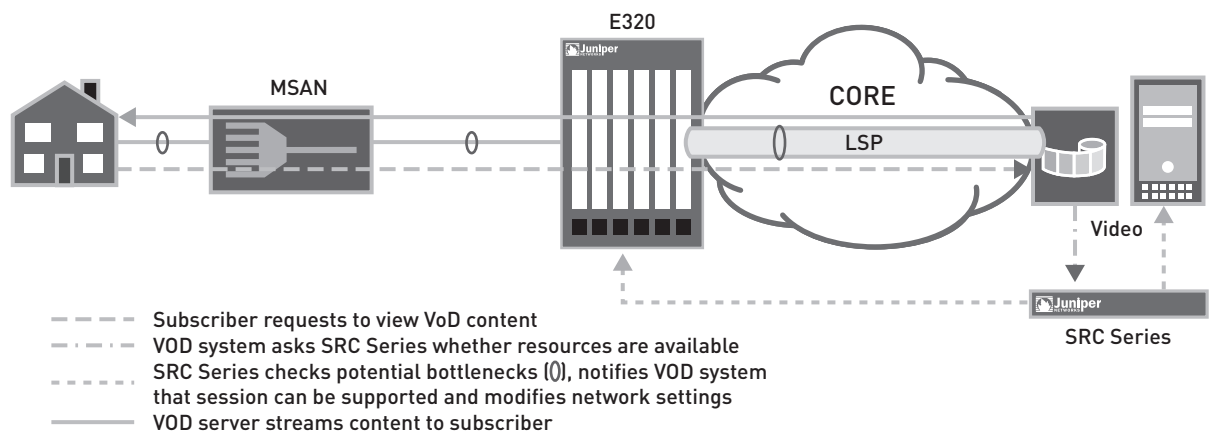 E320
Juniper
NETWORKS
MSAN
CORE
LSP
Video
Juniper
NETWORKS
SRC Series
Subscriber requests to view VoD content
VOD system asks SRC Series whether resources are available
SRC Series checks potential bottlenecks (()), notifies VOD system
that session can be supported and modifies network settings
VOD server streams content to subscriber